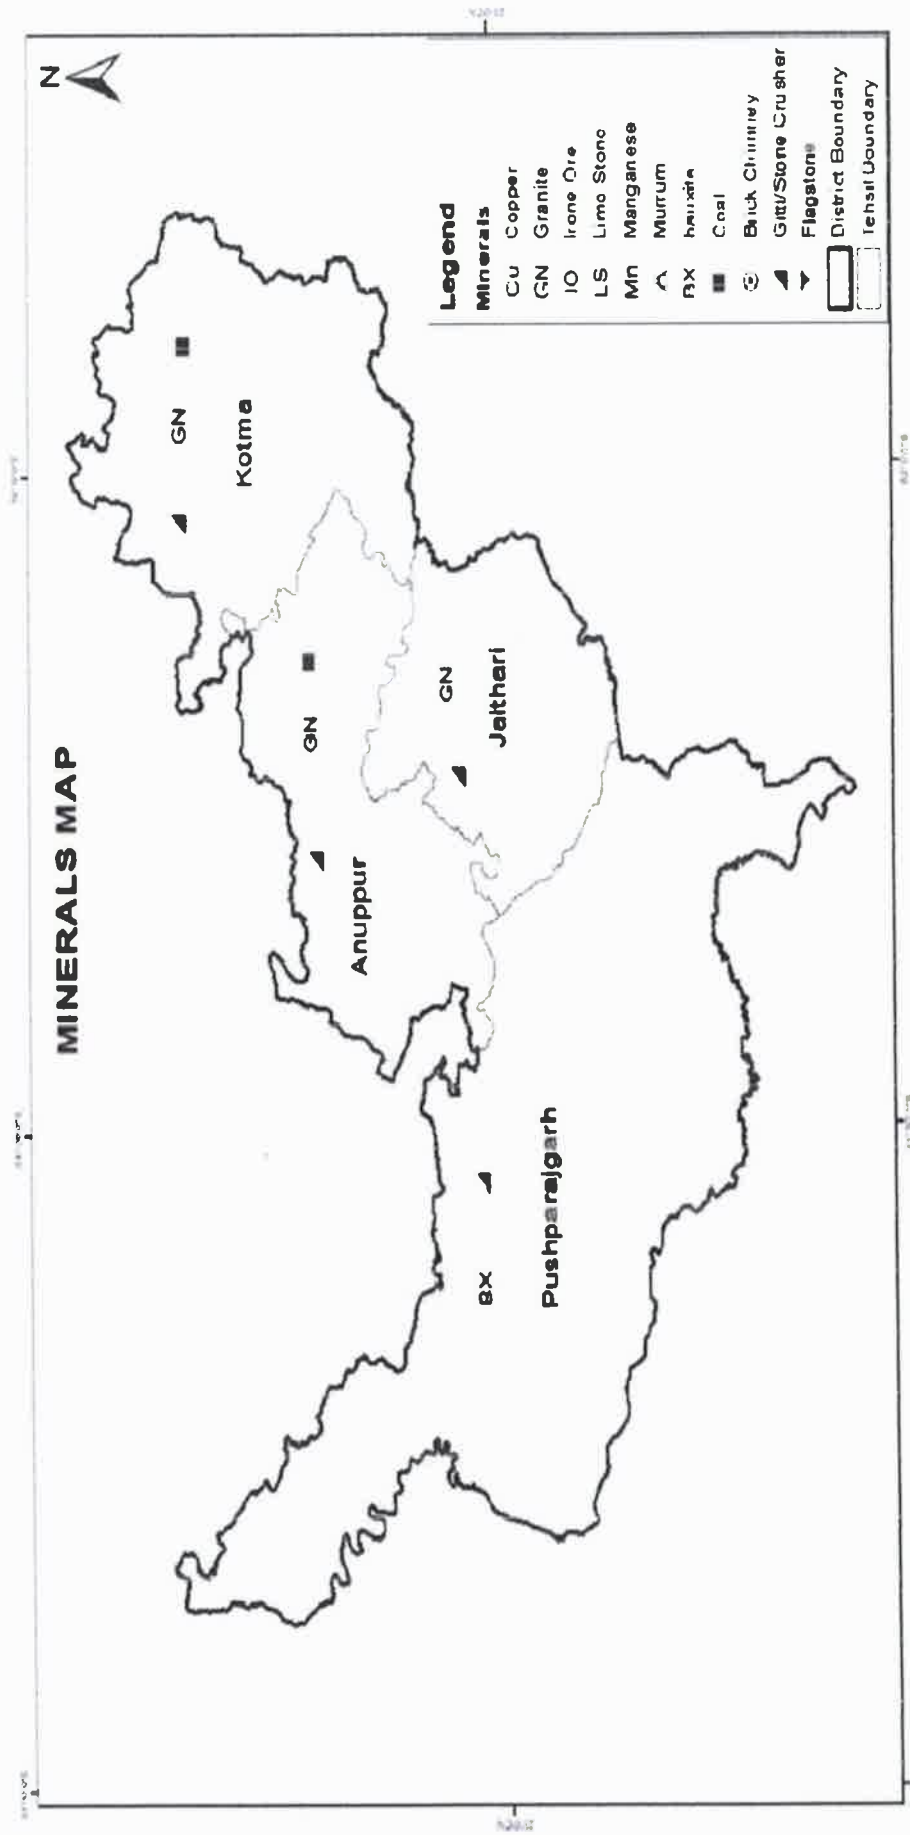 MINERALS MAP
N
GN
Kotma
GN
Anuppur
GN
Jaithari
BX
Pushparajgarh
Legend
Minerals
Cu Copper
GN Granite
IO Irone Ore
LS Lime Stone
Mn Manganese
Murrum
BX bauxite
Coal
Brick Chimney
Gitti/Stone Crusher
Flagstone
District Boundary
Tehsil Boundary